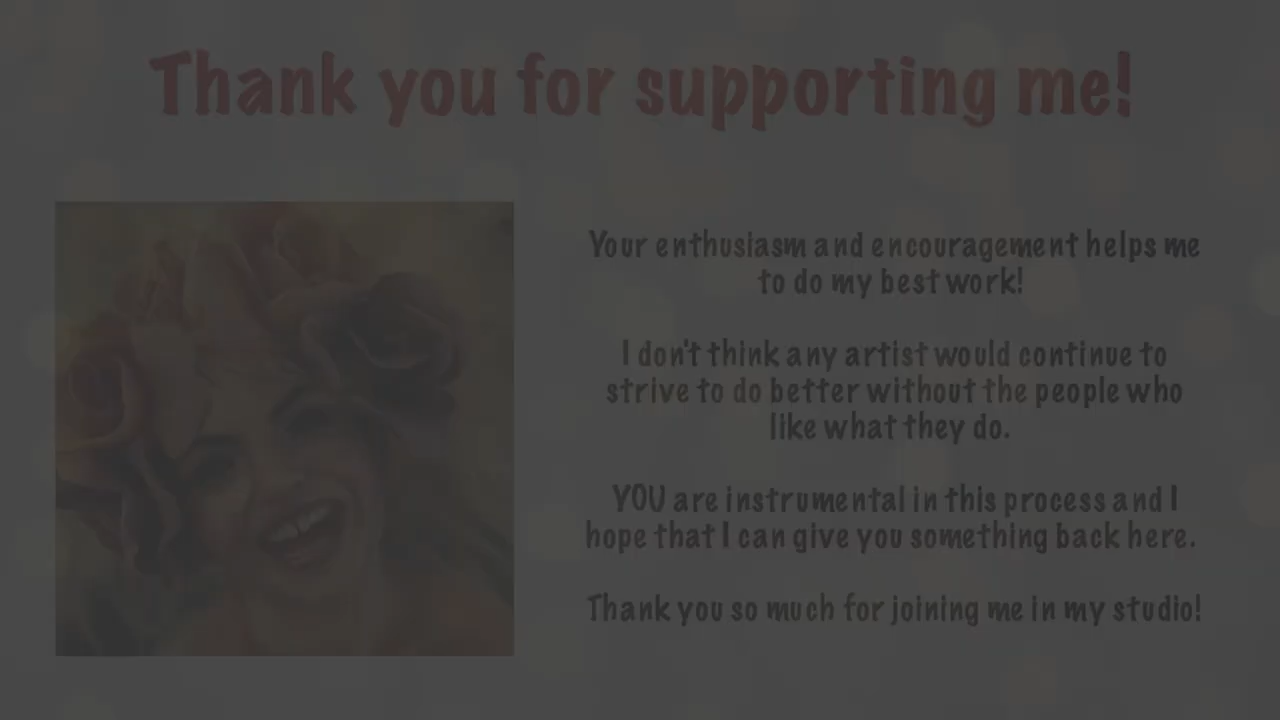 Thank you for supporting me!
Your enthusiasm and encouragement helps me
to do my best work!
I don't think any artist would continue to
strive to do better without the people who
like what they do.
YOU are instrumental in this process and I
hope that I can give you something back here.
Thank you so much for joining me in my studio!